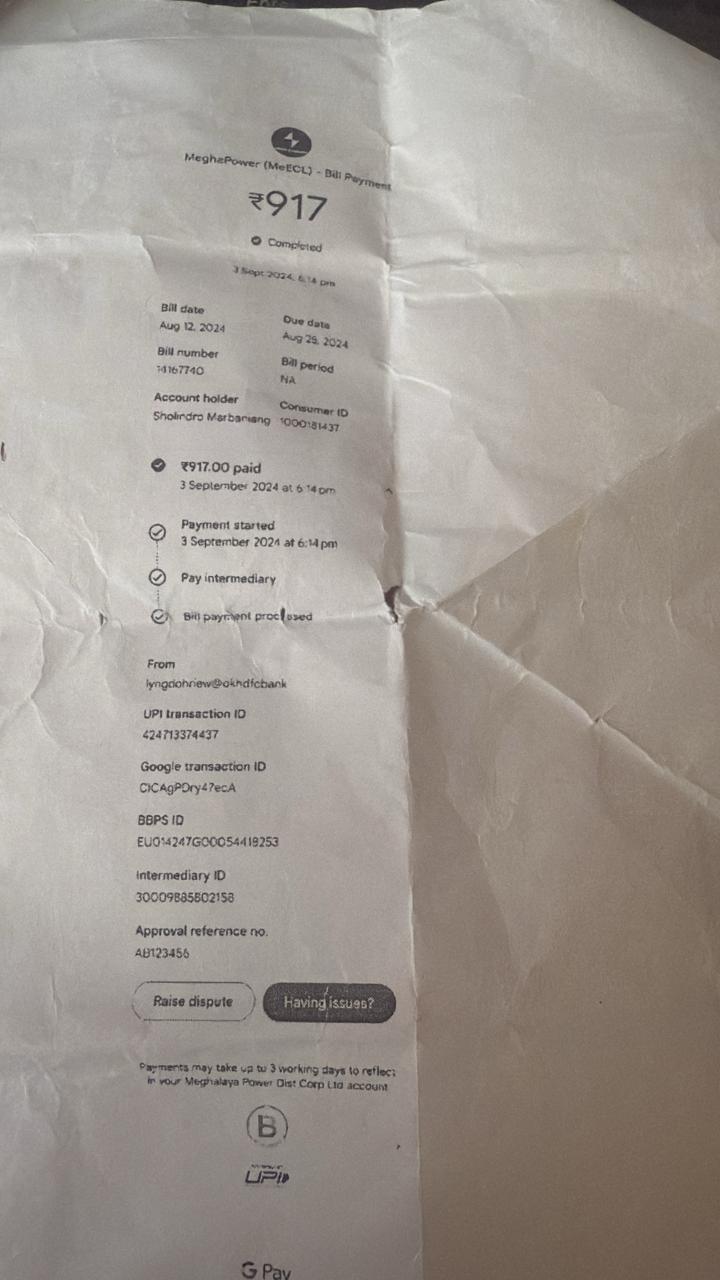 MeghaPower (MeECL) - Bill Payment
₹917
Completed
3 Sept 2024, 6:14 pm
Bill date
Due date
Aug 12, 2024
Aug 29, 2024
Bill number
Bill period
14167740
NA
Account holder
Consumer ID
Sholindro Marbaniang
1000181437
₹917.00 paid
3 September 2024 at 6:14 pm
Payment started
3 September 2024 at 6:14 pm
Pay intermediary
Bill payment processed
From
lyngdohriew@okhdfcbank
UPI transaction ID
424713374437
Google transaction ID
CICAgPDry47ecA
BBPS ID
EU014247G00054419253
Intermediary ID
30009885802158
Approval reference no.
AB123456
Raise dispute
Having issues?
Payments may take up to 3 working days to reflect
in your Meghalaya Power Dist Corp Ltd account
B
UPI
G Pay